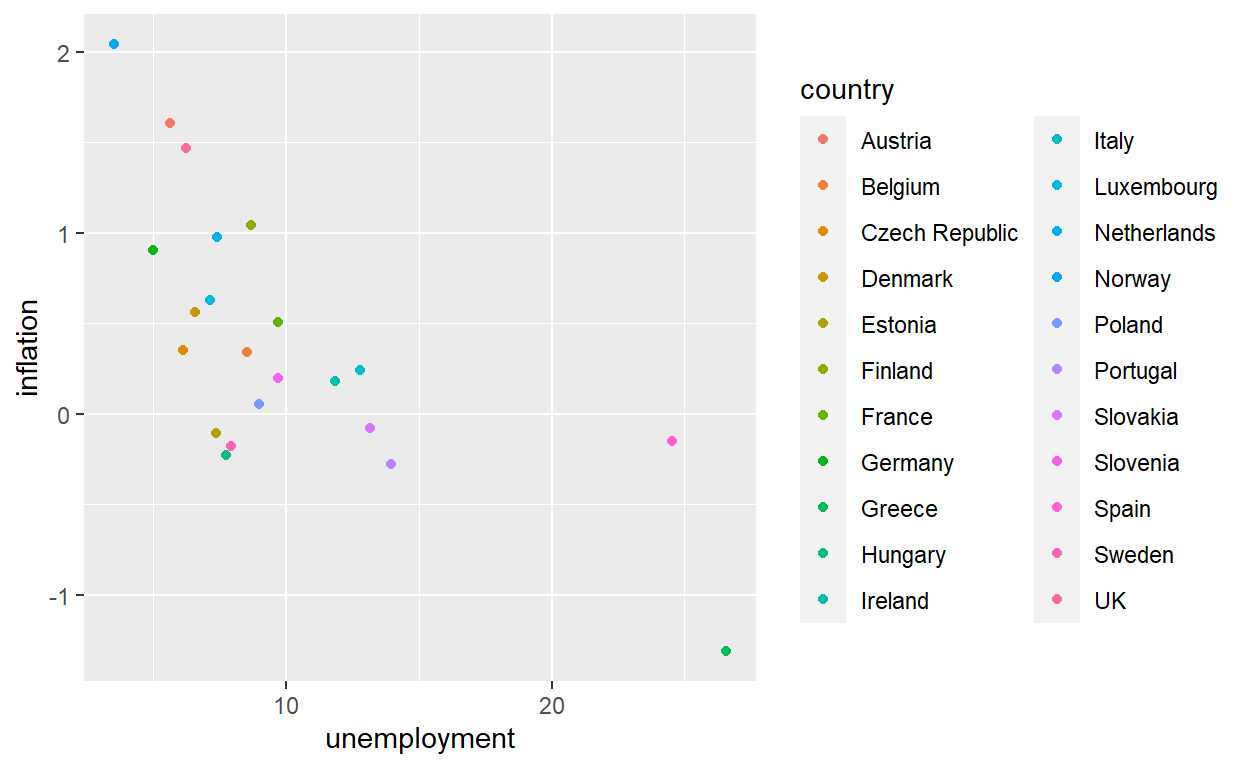 2
1
0
-1
inflation
10
20
unemployment
country
Austria
Belgium
Czech Republic
Denmark
Estonia
Finland
France
Germany
Greece
Hungary
Ireland
Italy
Luxembourg
Netherlands
Norway
Poland
Portugal
Slovakia
Slovenia
Spain
Sweden
UK